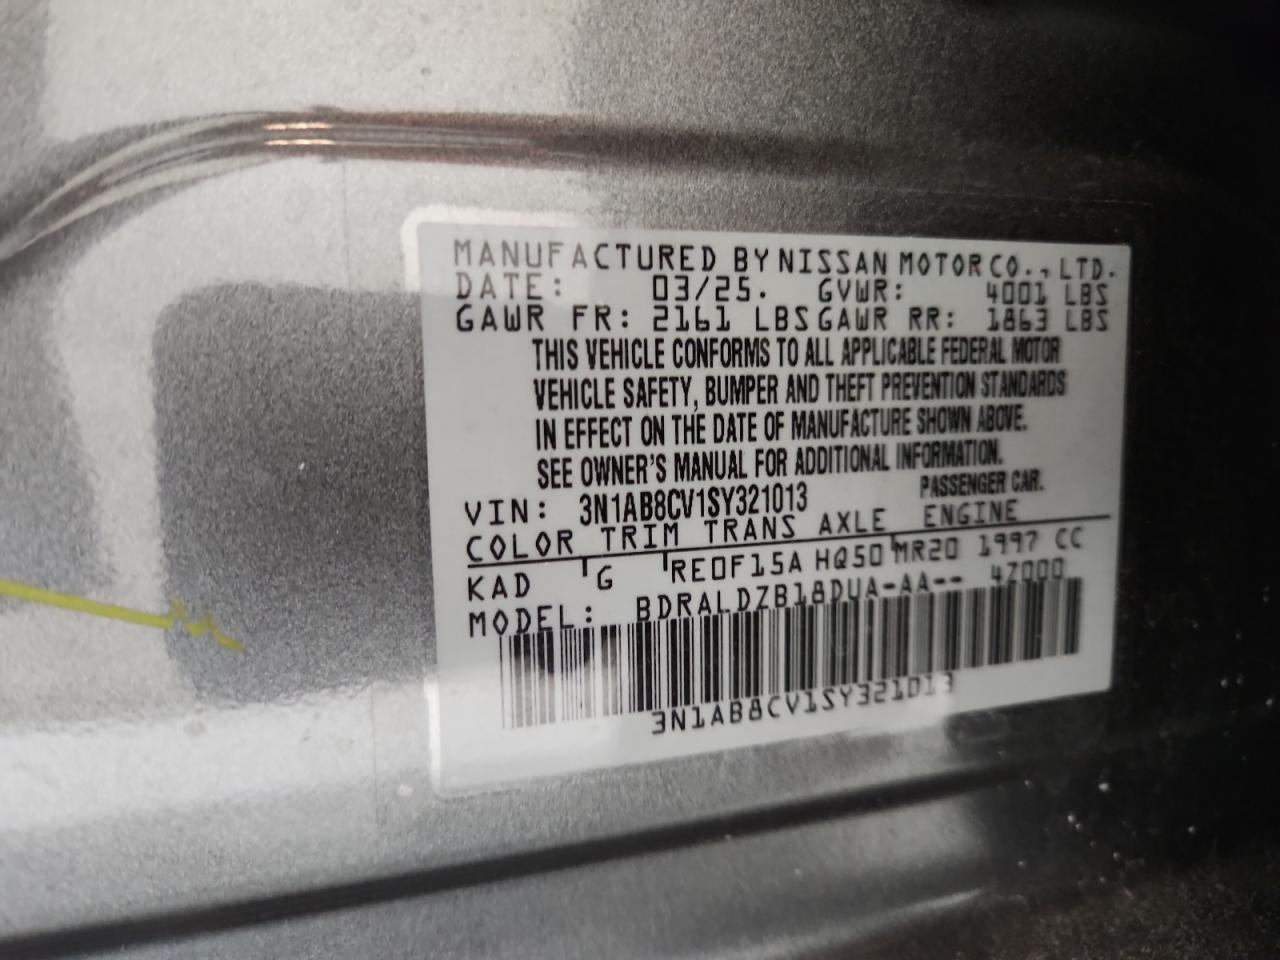 MANUFACTURED BY NISSAN MOTOR CO., LTD.
DATE: 03/25. GVWR: 4001 LBS
GAWR FR: 2161 LBS GAWR RR: 1863 LBS
THIS VEHICLE CONFORMS TO ALL APPLICABLE FEDERAL MOTOR
VEHICLE SAFETY, BUMPER AND THEFT PREVENTION STANDARDS
IN EFFECT ON THE DATE OF MANUFACTURE SHOWN ABOVE.
SEE OWNER'S MANUAL FOR ADDITIONAL INFORMATION.
VIN: 3N1AB8CV1SY321013 PASSENGER CAR.
COLOR TRIM TRANS AXLE ENGINE
KAD G RE0F15A HQ50 MR20 1997 CC
MODEL: BDRALDZB18DUA-AA-- 47000
3N1AB8CV1SY321013